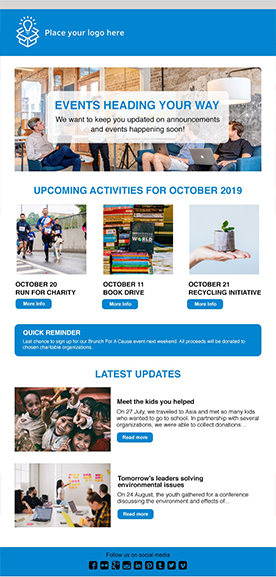 Place your logo here
EVENTS HEADING YOUR WAY
We want to keep you updated on announcements
and events happening soon!
UPCOMING ACTIVITIES FOR OCTOBER 2019
OCTOBER 20
RUN FOR CHARITY
More Info
WORLD
OCTOBER 11
BOOK DRIVE
More Info
OCTOBER 21
RECYCLING INITIATIVE
More Info
QUICK REMINDER
Last chance to sign up for our Brunch For A Cause event next weekend. All proceeds will be donated to
chosen charitable organizations.
LATEST UPDATES
Meet the kids you helped
On 27 July, we traveled to Asia and met so many kids
who wanted to go to school. In partnership with several
organizations, we were able to collect donations...
Read more
Tomorrow's leaders solving
environmental issues
On 24 August, the youth gathered for a conference
discussing the environment and effects of...
Read more
Follow us on social media